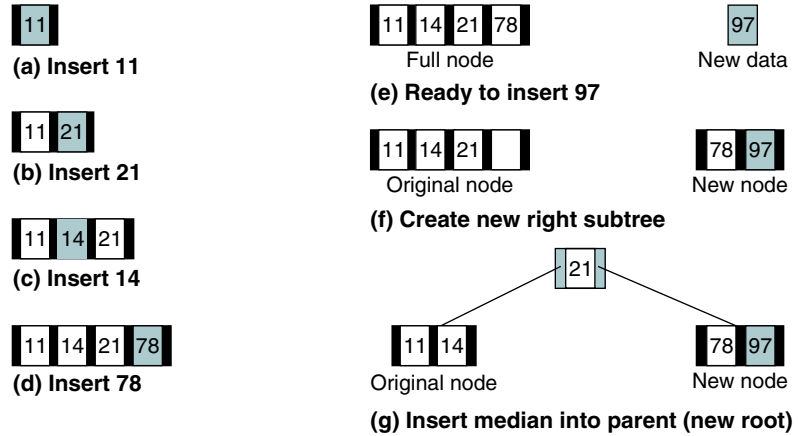 11
(a) Insert 11
11 21
(b) Insert 21
11 14 21
(c) Insert 14
11 14 21 78
(d) Insert 78
11 14 21 78
Full node
97
New data
(e) Ready to insert 97
11 14 21
Original node
78 97
New node
(f) Create new right subtree
21
11 14
Original node
78 97
New node
(g) Insert median into parent (new root)